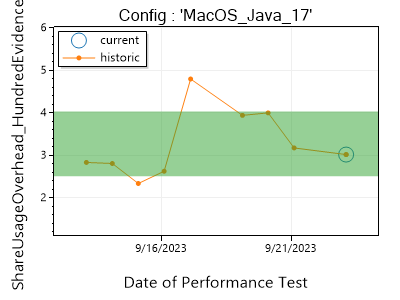 Config : 'MacOS_Java_17'
ShareUsageOverhead_HundredEvidence
current
historic
6
5
4
3
2
9/16/2023
9/21/2023
Date of Performance Test